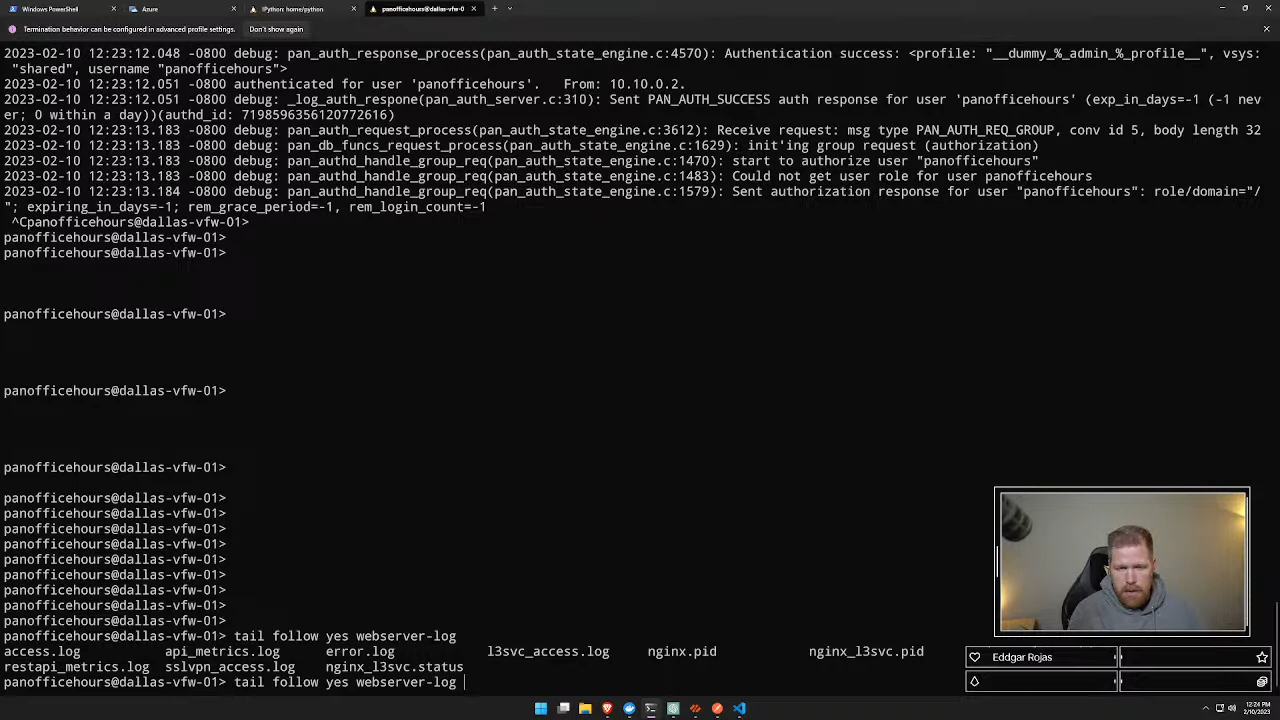 Windows PowerShell
Azure
IPython: home/python
panofficehours@dallas-vfw-0
Termination behavior can be configured in advanced profile settings. Don't show again
2023-02-10 12:23:12.048 -0800 debug: pan_auth_response_process(pan_auth_state_engine.c:4570): Authentication success: <profile: "__dummy_%_admin_%_profile__", vsys:
"shared", username "panofficehours">
2023-02-10 12:23:12.051 -0800 authenticated for user 'panofficehours'. From: 10.10.0.2.
2023-02-10 12:23:12.051 -0800 debug: _log_auth_respone(pan_auth_server.c:310): Sent PAN_AUTH_SUCCESS auth response for user 'panofficehours' (exp_in_days=-1 (-1 nev
er; 0 within a day))(authd_id: 7198596356120772616)
2023-02-10 12:23:13.183 -0800 debug: pan_auth_request_process(pan_auth_state_engine.c:3612): Receive request: msg type PAN_AUTH_REQ_GROUP, conv id 5, body length 32
2023-02-10 12:23:13.183 -0800 debug: pan_db_funcs_request_process(pan_auth_state_engine.c:1629): init'ing group request (authorization)
2023-02-10 12:23:13.183 -0800 debug: pan_authd_handle_group_req(pan_auth_state_engine.c:1470): start to authorize user "panofficehours"
2023-02-10 12:23:13.183 -0800 debug: pan_authd_handle_group_req(pan_auth_state_engine.c:1483): Could not get user role for user panofficehours
2023-02-10 12:23:13.184 -0800 debug: pan_authd_handle_group_req(pan_auth_state_engine.c:1579): Sent authorization response for user "panofficehours": role/domain="/
"; expiring_in_days=-1; rem_grace_period=-1, rem_login_count=-1
^Cpanofficehours@dallas-vfw-01>
panofficehours@dallas-vfw-01>
panofficehours@dallas-vfw-01>
panofficehours@dallas-vfw-01>
panofficehours@dallas-vfw-01>
panofficehours@dallas-vfw-01>
panofficehours@dallas-vfw-01>
panofficehours@dallas-vfw-01>
panofficehours@dallas-vfw-01>
panofficehours@dallas-vfw-01>
panofficehours@dallas-vfw-01>
panofficehours@dallas-vfw-01>
panofficehours@dallas-vfw-01>
panofficehours@dallas-vfw-01>
panofficehours@dallas-vfw-01>
panofficehours@dallas-vfw-01> tail follow yes webserver-log
access.log api_metrics.log error.log l3svc_access.log nginx.pid nginx_l3svc.pid
restapi_metrics.log sslvpn_access.log nginx_l3svc.status
panofficehours@dallas-vfw-01> tail follow yes webserver-log
Eddgar Rojas
12:24 PM
2/10/2023